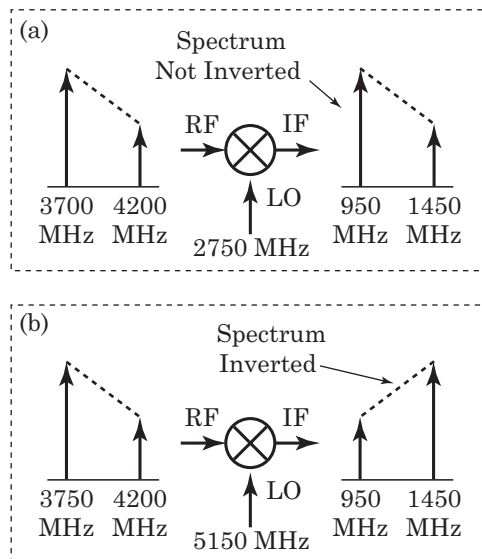 (a)
Spectrum
Not Inverted
RF
IF
LO
3700
MHz
4200
MHz
2750 MHz
950
MHz
1450
MHz
(b)
Spectrum
Inverted
RF
IF
LO
3750
MHz
4200
MHz
5150 MHz
950
MHz
1450
MHz